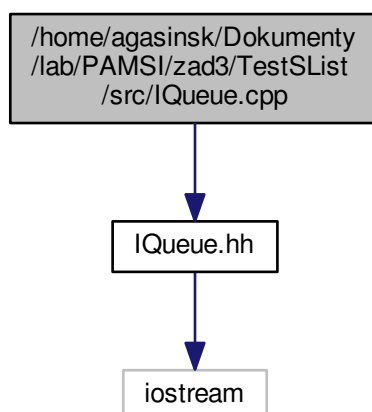 /home/agasinsk/Dokumenty
/lab/PAMSI/zad3/TestSList
/src/IQueue.cpp
IQueue.hh
iostream